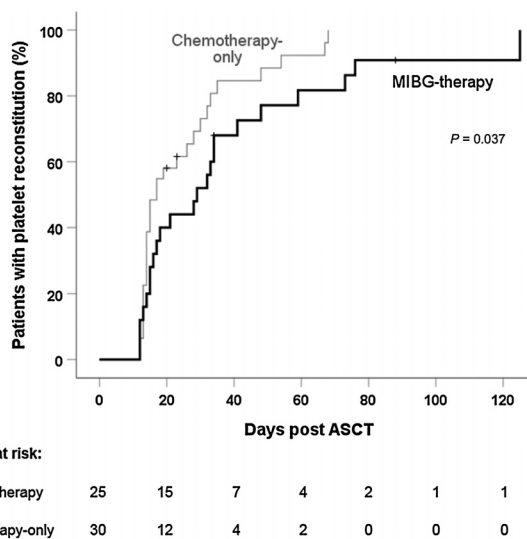 Patients with platelet reconstitution (%)
100
80
60
40
20
0
Chemotherapy-
only
MIBG-therapy
P = 0.037
0 20 40 60 80 100 120
Days post ASCT
at risk:
herapy 25 15 7 4 2 1 1
apy-only 30 12 4 2 0 0 0